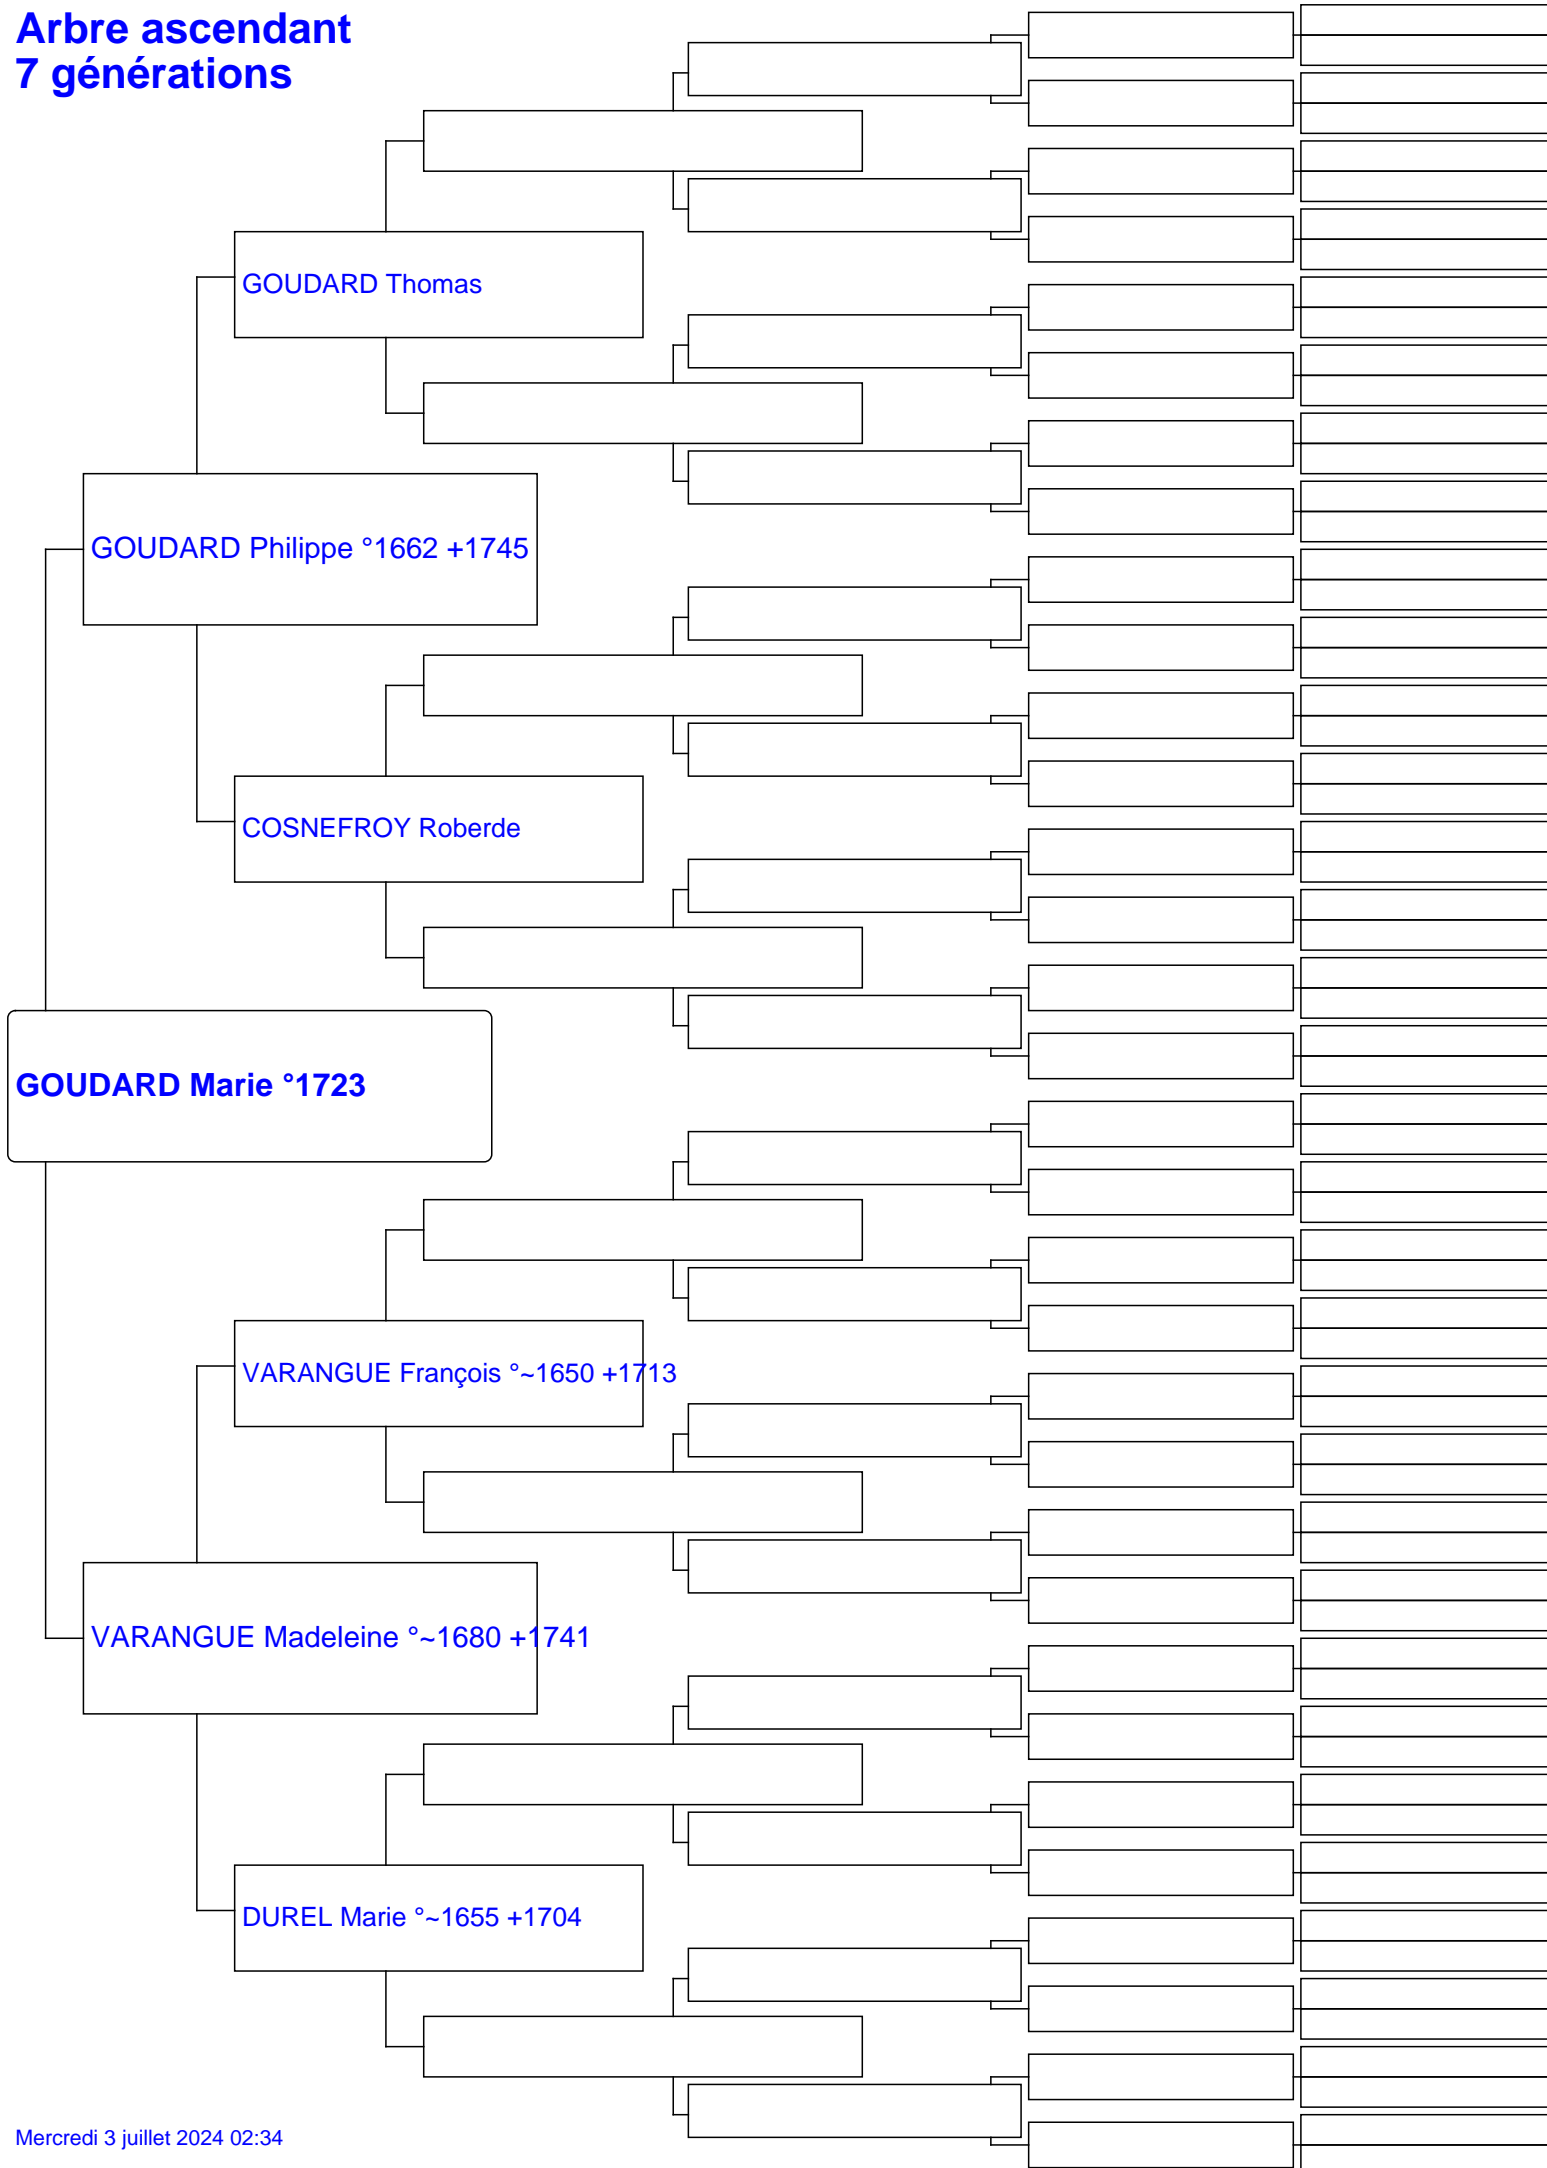 Arbre ascendant
7 générations
GOUDARD Thomas
GOUDARD Philippe °1662 +1745
COSNEFROY Roberde
GOUDARD Marie °1723
VARANGUE François °~1650 +1713
VARANGUE Madeleine °~1680 +1741
DUREL Marie °~1655 +1704
Mercredi 3 juillet 2024 02:34